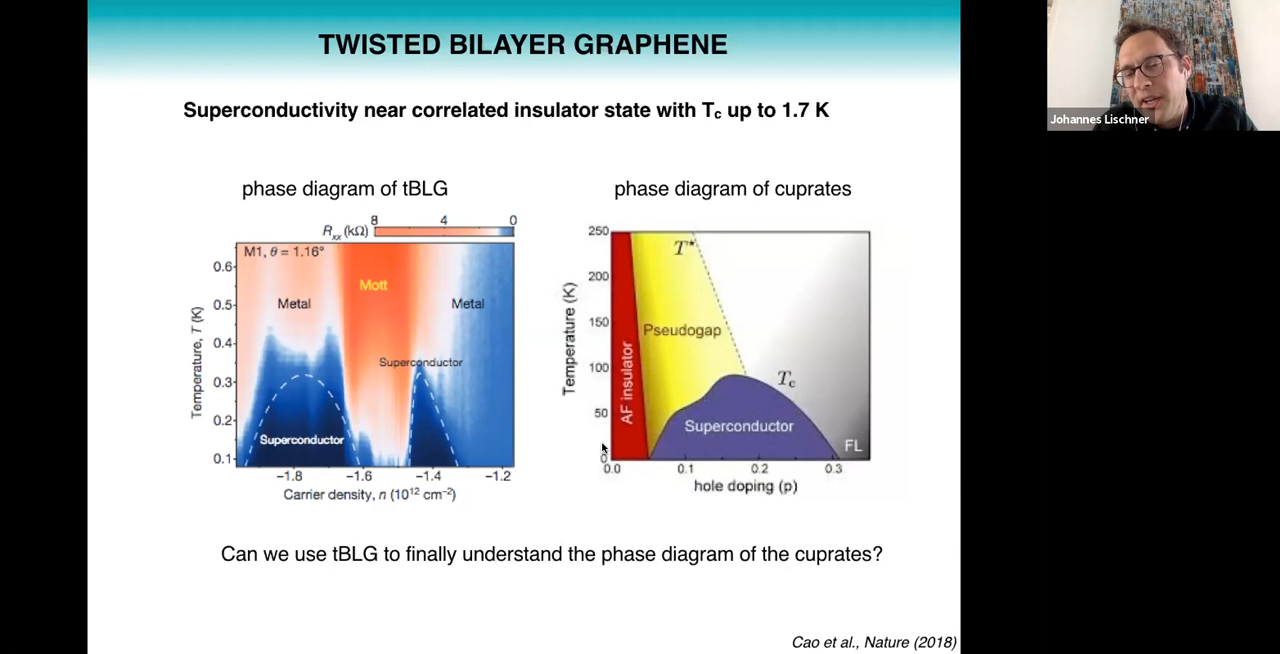 TWISTED BILAYER GRAPHENE
Superconductivity near correlated insulator state with Tc up to 1.7 K
phase diagram of tBLG
phase diagram of cuprates
Rxx (kΩ)
8 4 0
M1, θ = 1.16°
Mott
Metal
Metal
Superconductor
Superconductor
Temperature, T (K)
0.6
0.5
0.4
0.3
0.2
0.1
−1.8 −1.6 −1.4 −1.2
Carrier density, n (10¹² cm⁻²)
250
200
150
100
50
0
Temperature (K)
T*
Pseudogap
AF insulator
Tc
Superconductor
FL
0.0 0.1 0.2 0.3
hole doping (p)
Can we use tBLG to finally understand the phase diagram of the cuprates?
Cao et al., Nature (2018)
Johannes Lischner